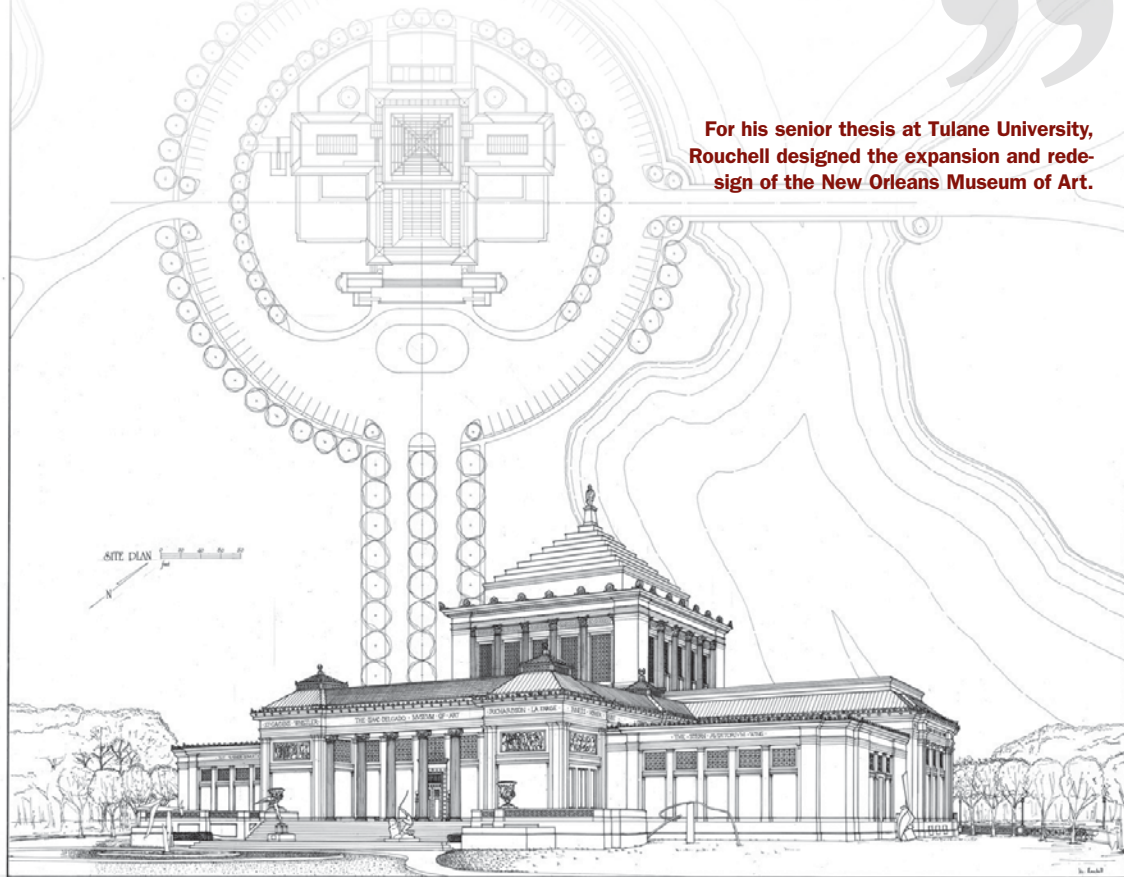 For his senior thesis at Tulane University,
Rouchell designed the expansion and rede-
sign of the New Orleans Museum of Art.
SITE PLAN
feet
N
THE ISAAC DELGADO · MUSEUM OF ART
RICHARDSON · LA FARGE
· THE · STERN · AUDITORIUM · WING ·